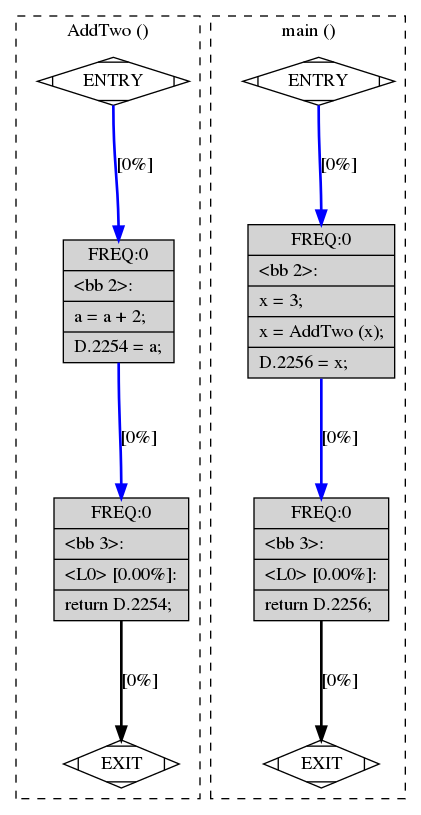 AddTwo ()
ENTRY
[0%]
FREQ:0
<bb 2>:
a = a + 2;
D.2254 = a;
[0%]
FREQ:0
<bb 3>:
<L0> [0.00%]:
return D.2254;
[0%]
EXIT
main ()
ENTRY
[0%]
FREQ:0
<bb 2>:
x = 3;
x = AddTwo (x);
D.2256 = x;
[0%]
FREQ:0
<bb 3>:
<L0> [0.00%]:
return D.2256;
[0%]
EXIT